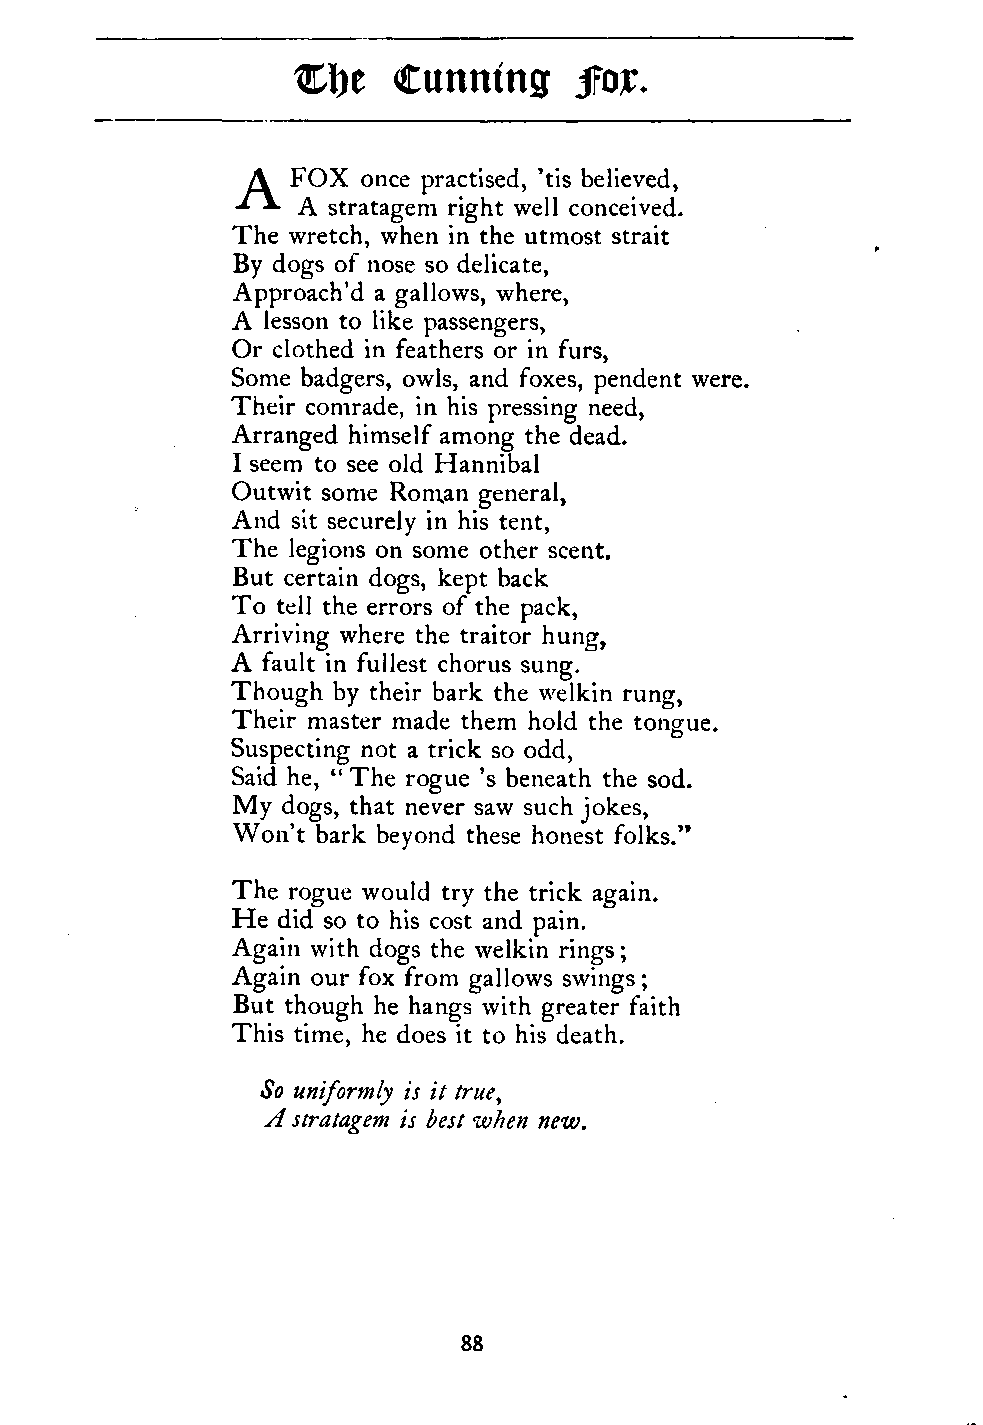 The Cunning Fox.
A FOX once practised, 'tis believed,
A stratagem right well conceived.
The wretch, when in the utmost strait
By dogs of nose so delicate,
Approach'd a gallows, where,
A lesson to like passengers,
Or clothed in feathers or in furs,
Some badgers, owls, and foxes, pendent were.
Their comrade, in his pressing need,
Arranged himself among the dead.
I seem to see old Hannibal
Outwit some Roman general,
And sit securely in his tent,
The legions on some other scent.
But certain dogs, kept back
To tell the errors of the pack,
Arriving where the traitor hung,
A fault in fullest chorus sung.
Though by their bark the welkin rung,
Their master made them hold the tongue.
Suspecting not a trick so odd,
Said he, “ The rogue 's beneath the sod.
My dogs, that never saw such jokes,
Won't bark beyond these honest folks.”
The rogue would try the trick again.
He did so to his cost and pain.
Again with dogs the welkin rings ;
Again our fox from gallows swings ;
But though he hangs with greater faith
This time, he does it to his death.
So uniformly is it true,
A stratagem is best when new.
88